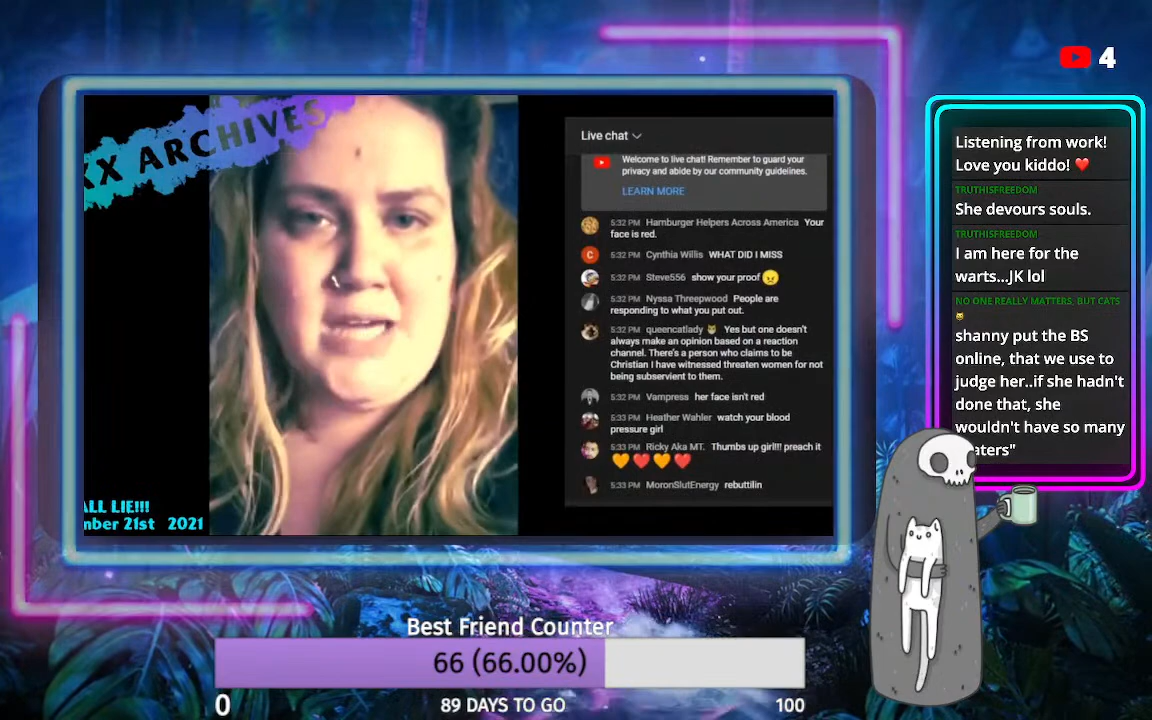 4
XX ARCHIVES
Live chat
Welcome to live chat! Remember to guard your
privacy and abide by our community guidelines.
LEARN MORE
5:32 PM Hamburger Helpers Across America Your
face is red.
C 5:32 PM Cynthia Willis WHAT DID I MISS
5:32 PM Steve556 show your proof 😠
5:32 PM Nyssa Threepwood People are
responding to what you put out.
5:32 PM queencatlady 😼 Yes but one doesn't
always make an opinion based on a reaction
channel. There's a person who claims to be
Christian I have witnessed threaten women for not
being subservient to them.
5:32 PM Vampress her face isn't red
5:33 PM Heather Wahler watch your blood
pressure girl
5:33 PM Ricky Aka MT. Thumbs up girl!!! preach it
🧡❤️🧡❤️
5:33 PM MoronSlutEnergy rebuttilin
ALL LIE!!!
mber 21st 2021
Listening from work!
Love you kiddo! ❤️
TRUTHISFREEDOM
She devours souls.
TRUTHISFREEDOM
I am here for the
warts...JK lol
NO ONE REALLY MATTERS, BUT CATS
😼
shanny put the BS
online, that we use to
judge her..if she hadn't
done that, she
wouldn't have so many
aters"
Best Friend Counter
66 (66.00%)
0 89 DAYS TO GO 100